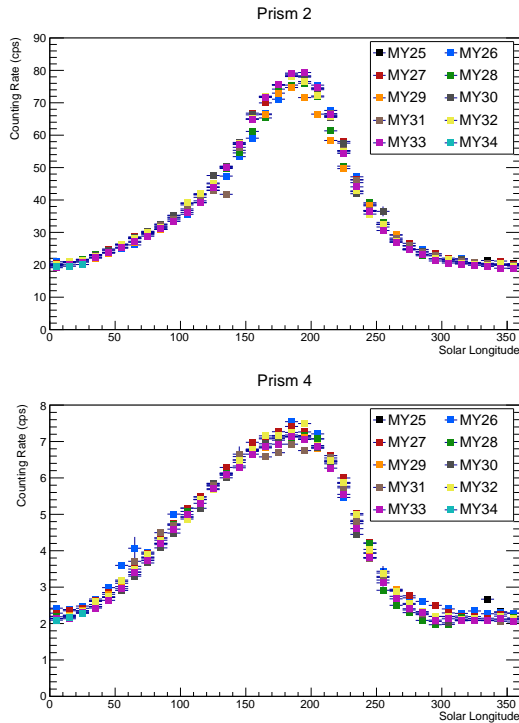 Prism 2
Counting Rate (cps)
90
80
70
60
50
40
30
20
10
0
MY25 MY26
MY27 MY28
MY29 MY30
MY31 MY32
MY33 MY34
0 50 100 150 200 250 300 350
Solar Longitude
Prism 4
Counting Rate (cps)
8
7
6
5
4
3
2
1
0
MY25 MY26
MY27 MY28
MY29 MY30
MY31 MY32
MY33 MY34
0 50 100 150 200 250 300 350
Solar Longitude